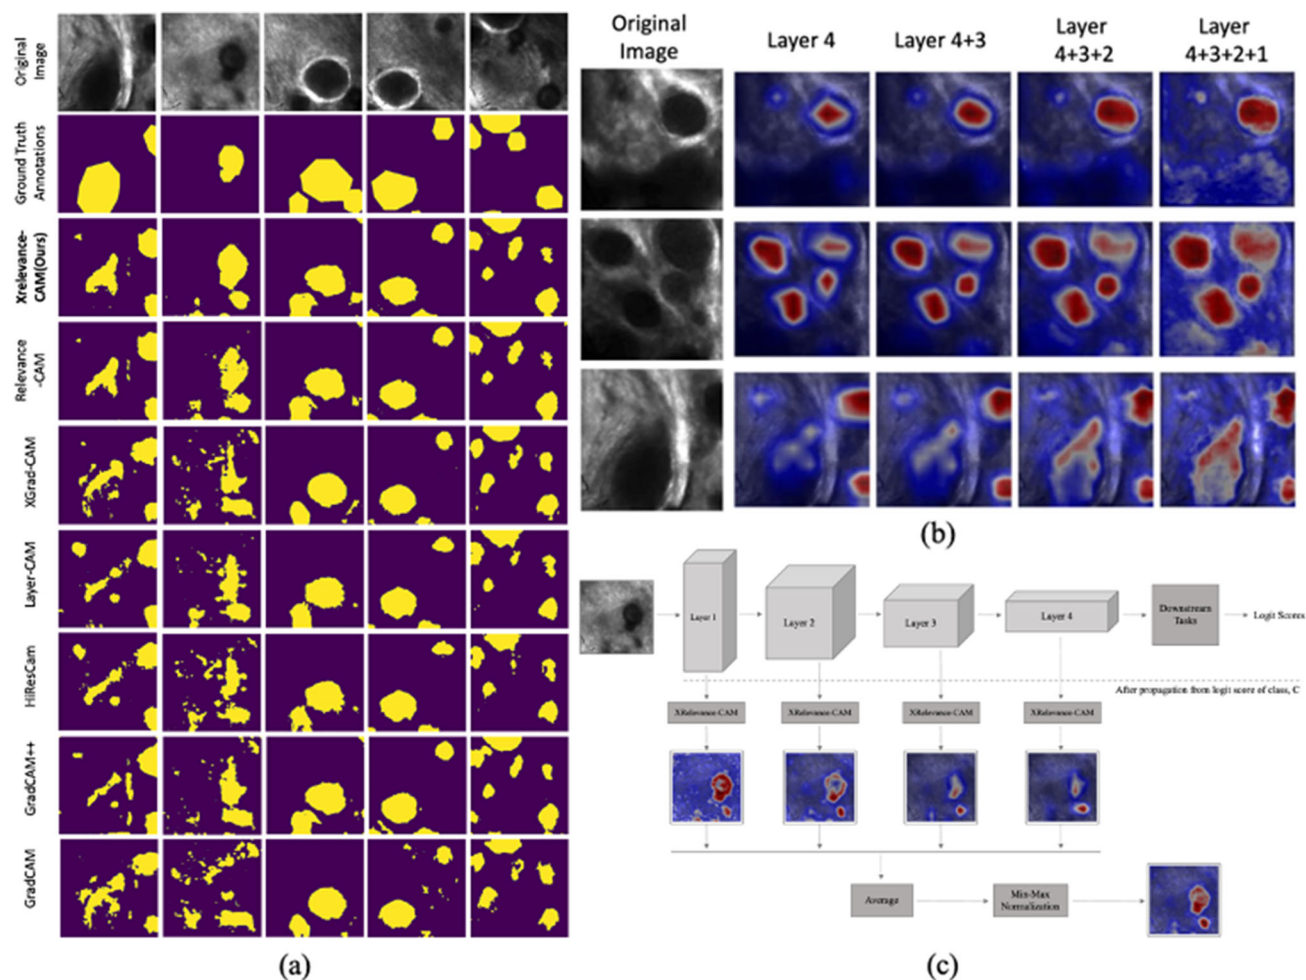 Original
Image
Ground Truth
Annotations
Xrelevance-
CAM(Ours)
Relevance
-CAM
XGrad-CAM
Layer-CAM
HiResCam
GradCAM++
GradCAM
(a)
Original
Image
Layer 4
Layer 4+3
Layer
4+3+2
Layer
4+3+2+1
(b)
Layer 1
Layer 2
Layer 3
Layer 4
Downstream
Tasks
Logit Scores
After propagation from logit score of class, C
XRelevance-CAM
XRelevance-CAM
XRelevance-CAM
XRelevance-CAM
Average
Min-Max
Normalization
(c)